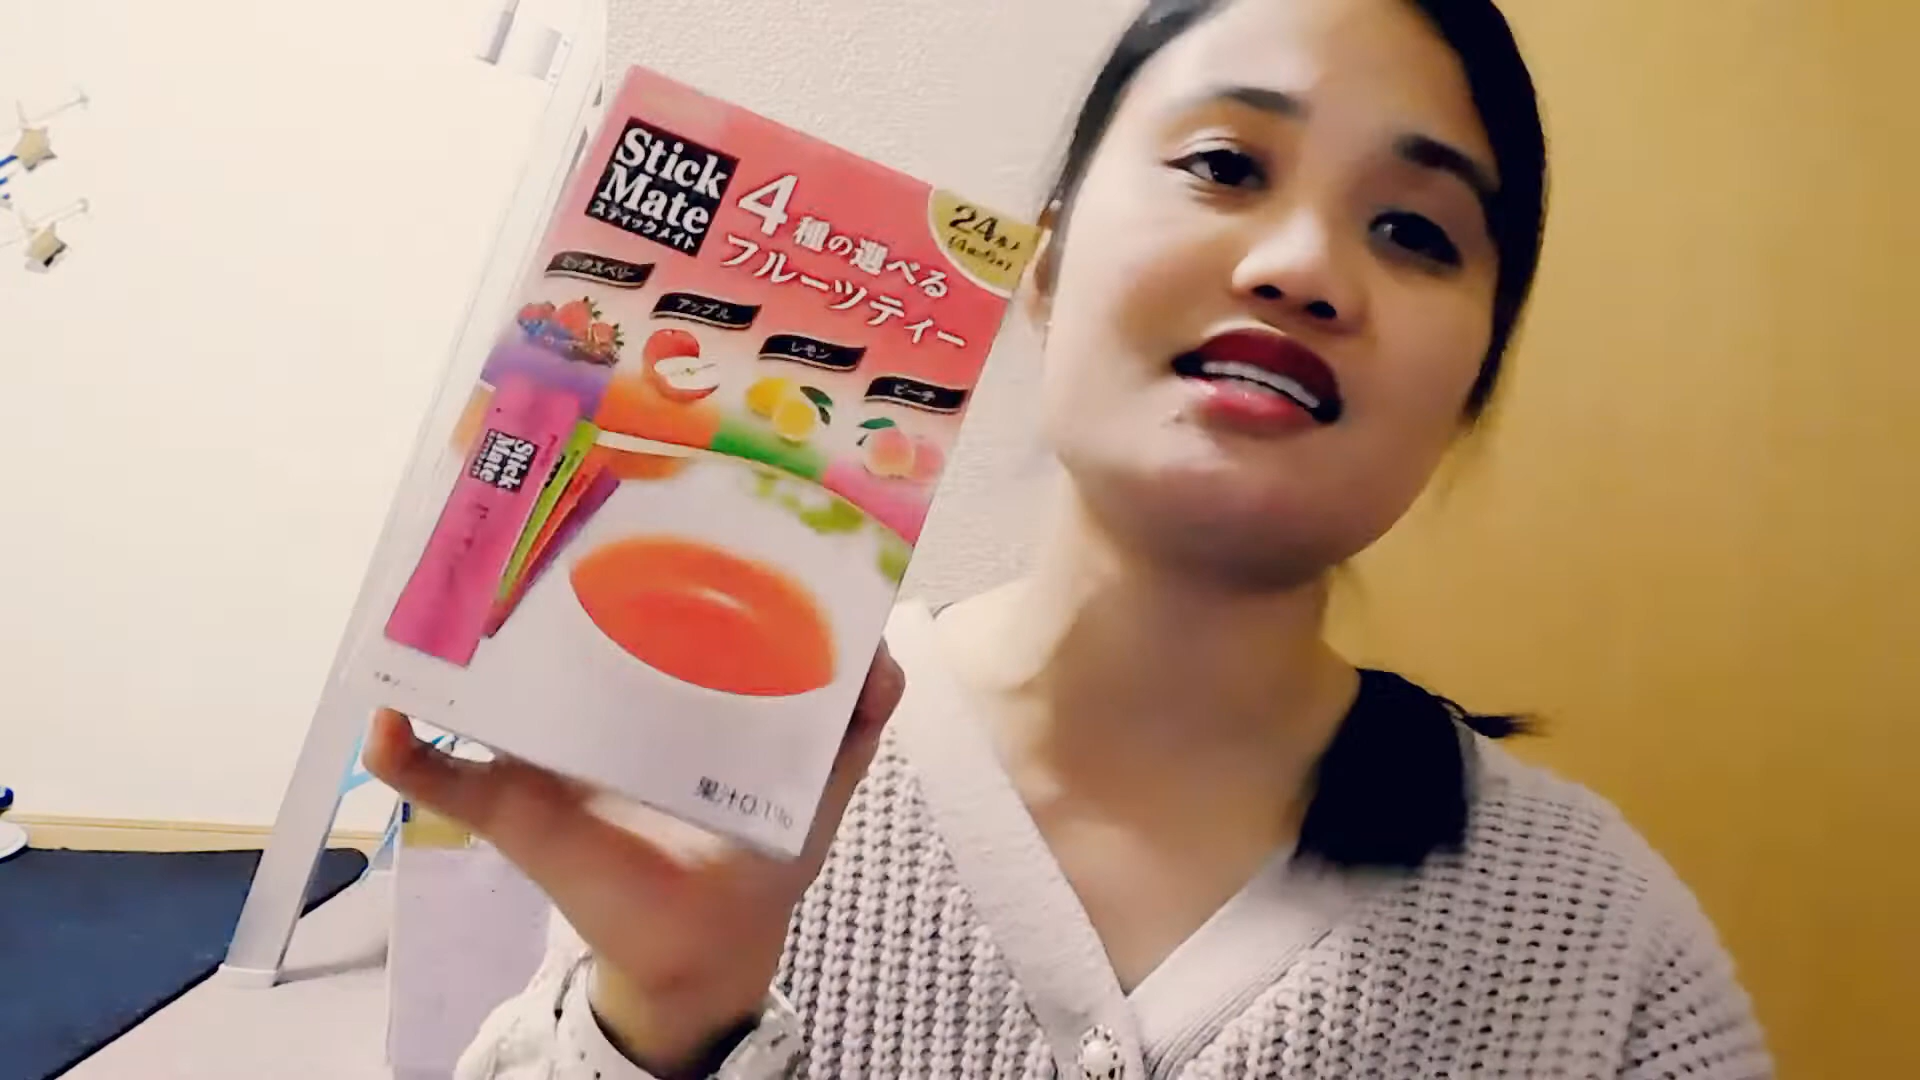 Stick
Mate
スティックメイト
4種の選べる
フルーツティー
24本入
ミックスベリー
アップル
レモン
ピーチ
Stick
Mate
果汁0.1%